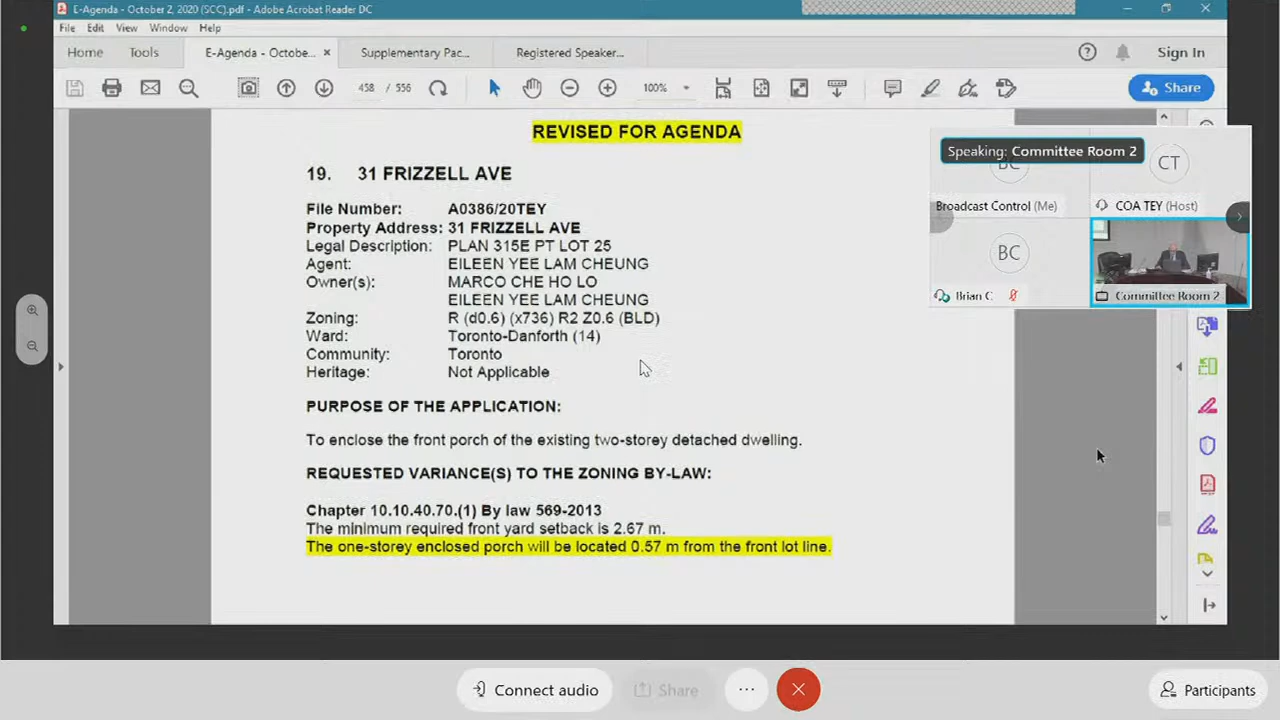 E-Agenda - October 2, 2020 (SCC).pdf - Adobe Acrobat Reader DC
File Edit View Window Help
Home Tools E-Agenda - Octobe... × Supplementary Pac... Registered Speaker... Sign In
458 / 556 100% Share
REVISED FOR AGENDA
19. 31 FRIZZELL AVE
File Number: A0386/20TEY
Property Address: 31 FRIZZELL AVE
Legal Description: PLAN 315E PT LOT 25
Agent: EILEEN YEE LAM CHEUNG
Owner(s): MARCO CHE HO LO
EILEEN YEE LAM CHEUNG
Zoning: R (d0.6) (x736) R2 Z0.6 (BLD)
Ward: Toronto-Danforth (14)
Community: Toronto
Heritage: Not Applicable
PURPOSE OF THE APPLICATION:
To enclose the front porch of the existing two-storey detached dwelling.
REQUESTED VARIANCE(S) TO THE ZONING BY-LAW:
Chapter 10.10.40.70.(1) By law 569-2013
The minimum required front yard setback is 2.67 m.
The one-storey enclosed porch will be located 0.57 m from the front lot line.
Speaking: Committee Room 2
BC CT
Broadcast Control (Me) COA TEY (Host)
BC
Brian C Committee Room 2
Connect audio Share ... Participants